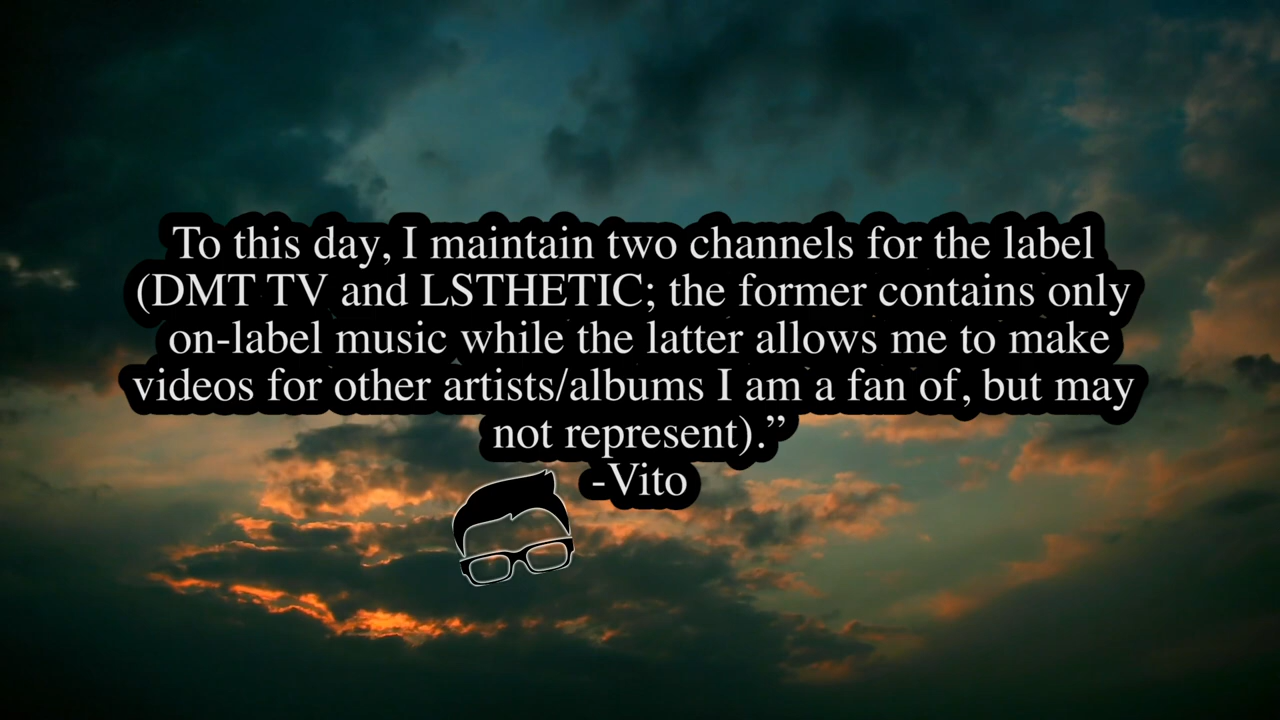 To this day, I maintain two channels for the label
(DMT TV and LSTHETIC; the former contains only
on-label music while the latter allows me to make
videos for other artists/albums I am a fan of, but may
not represent).”
-Vito